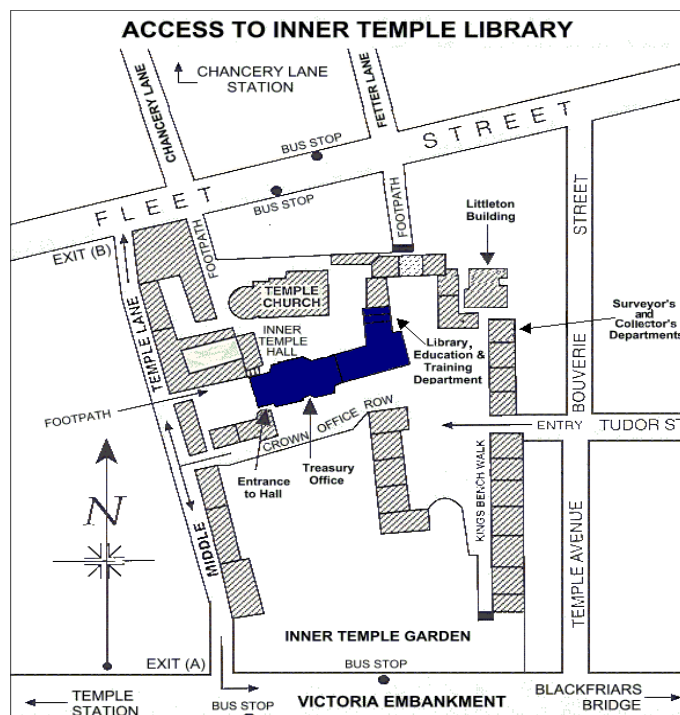 ACCESS TO INNER TEMPLE LIBRARY
CHANCERY LANE
STATION
CHANCERY LANE
FETTER LANE
BUS STOP
FLEET
STREET
BUS STOP
FOOTPATH
FOOTPATH
Littleton
Building
STREET
EXIT (B)
TEMPLE
CHURCH
INNER
TEMPLE
HALL
Surveyor's
and
Collector's
Departments
Library,
Education &
Training
Department
TEMPLE LANE
BOUVERIE
FOOTPATH
CROWN OFFICE ROW
ENTRY
TUDOR ST
Entrance
to Hall
Treasury
Office
N
KINGS BENCH WALK
MIDDLE
TEMPLE AVENUE
INNER TEMPLE GARDEN
EXIT (A)
BUS STOP
TEMPLE
STATION
BUS STOP
VICTORIA EMBANKMENT
BLACKFRIARS
BRIDGE